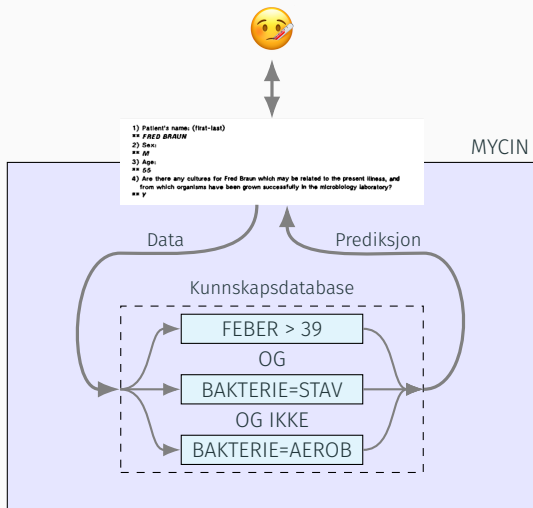 1) Patient's name: (first-last)
** FRED BRAUN
2) Sex:
** M
3) Age:
** 55
4) Are there any cultures for Fred Braun which may be related to the present illness, and
from which organisms have been grown successfully in the microbiology laboratory?
** Y
MYCIN
Data
Prediksjon
Kunnskapsdatabase
FEBER > 39
OG
BAKTERIE=STAV
OG IKKE
BAKTERIE=AEROB